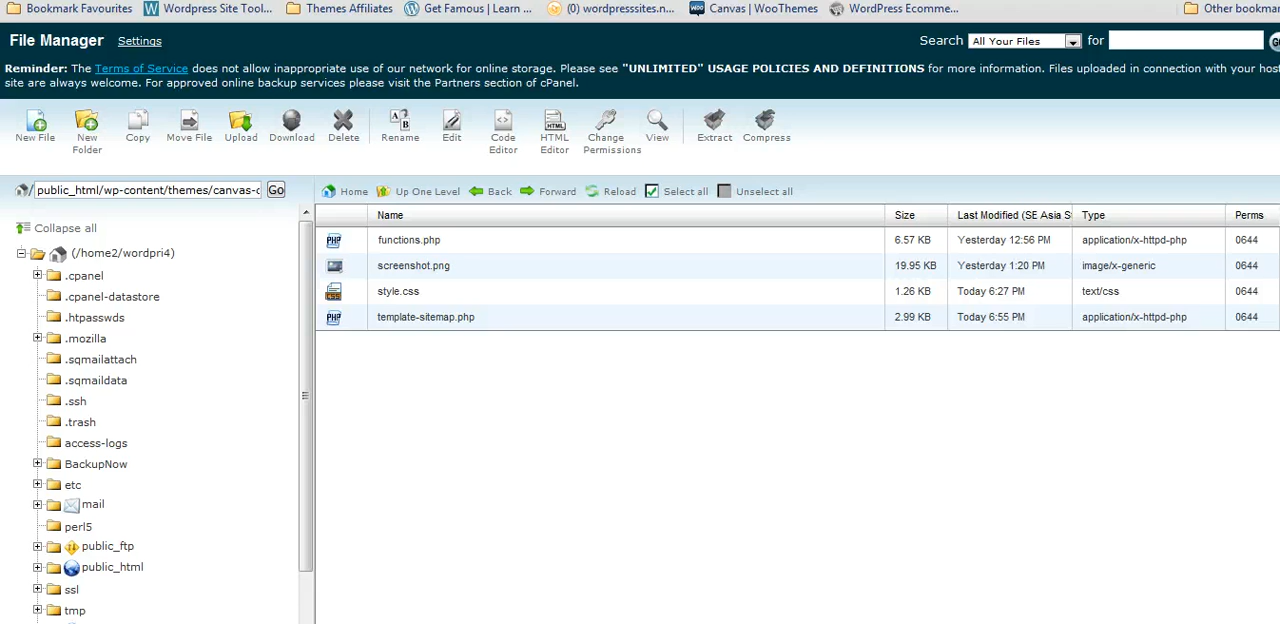 Bookmark Favourites Wordpress Site Tool... Themes Affiliates Get Famous | Learn ... (0) wordpresssites.n... Canvas | WooThemes WordPress Ecomme... Other bookmar
File Manager Settings Search All Your Files for
Reminder: The Terms of Service does not allow inappropriate use of our network for online storage. Please see "UNLIMITED" USAGE POLICIES AND DEFINITIONS for more information. Files uploaded in connection with your host
site are always welcome. For approved online backup services please visit the Partners section of cPanel.
New File New Folder Copy Move File Upload Download Delete Rename Edit Code Editor HTML Editor Change Permissions View Extract Compress
public_html/wp-content/themes/canvas-c Go Home Up One Level Back Forward Reload Select all Unselect all
Name Size Last Modified (SE Asia S Type Perms
functions.php 6.57 KB Yesterday 12:56 PM application/x-httpd-php 0644
screenshot.png 19.95 KB Yesterday 1:20 PM image/x-generic 0644
style.css 1.26 KB Today 6:27 PM text/css 0644
template-sitemap.php 2.99 KB Today 6:55 PM application/x-httpd-php 0644
Collapse all
(/home2/wordpri4)
.cpanel
.cpanel-datastore
.htpasswds
.mozilla
.sqmailattach
.sqmaildata
.ssh
.trash
access-logs
BackupNow
etc
mail
perl5
public_ftp
public_html
ssl
tmp